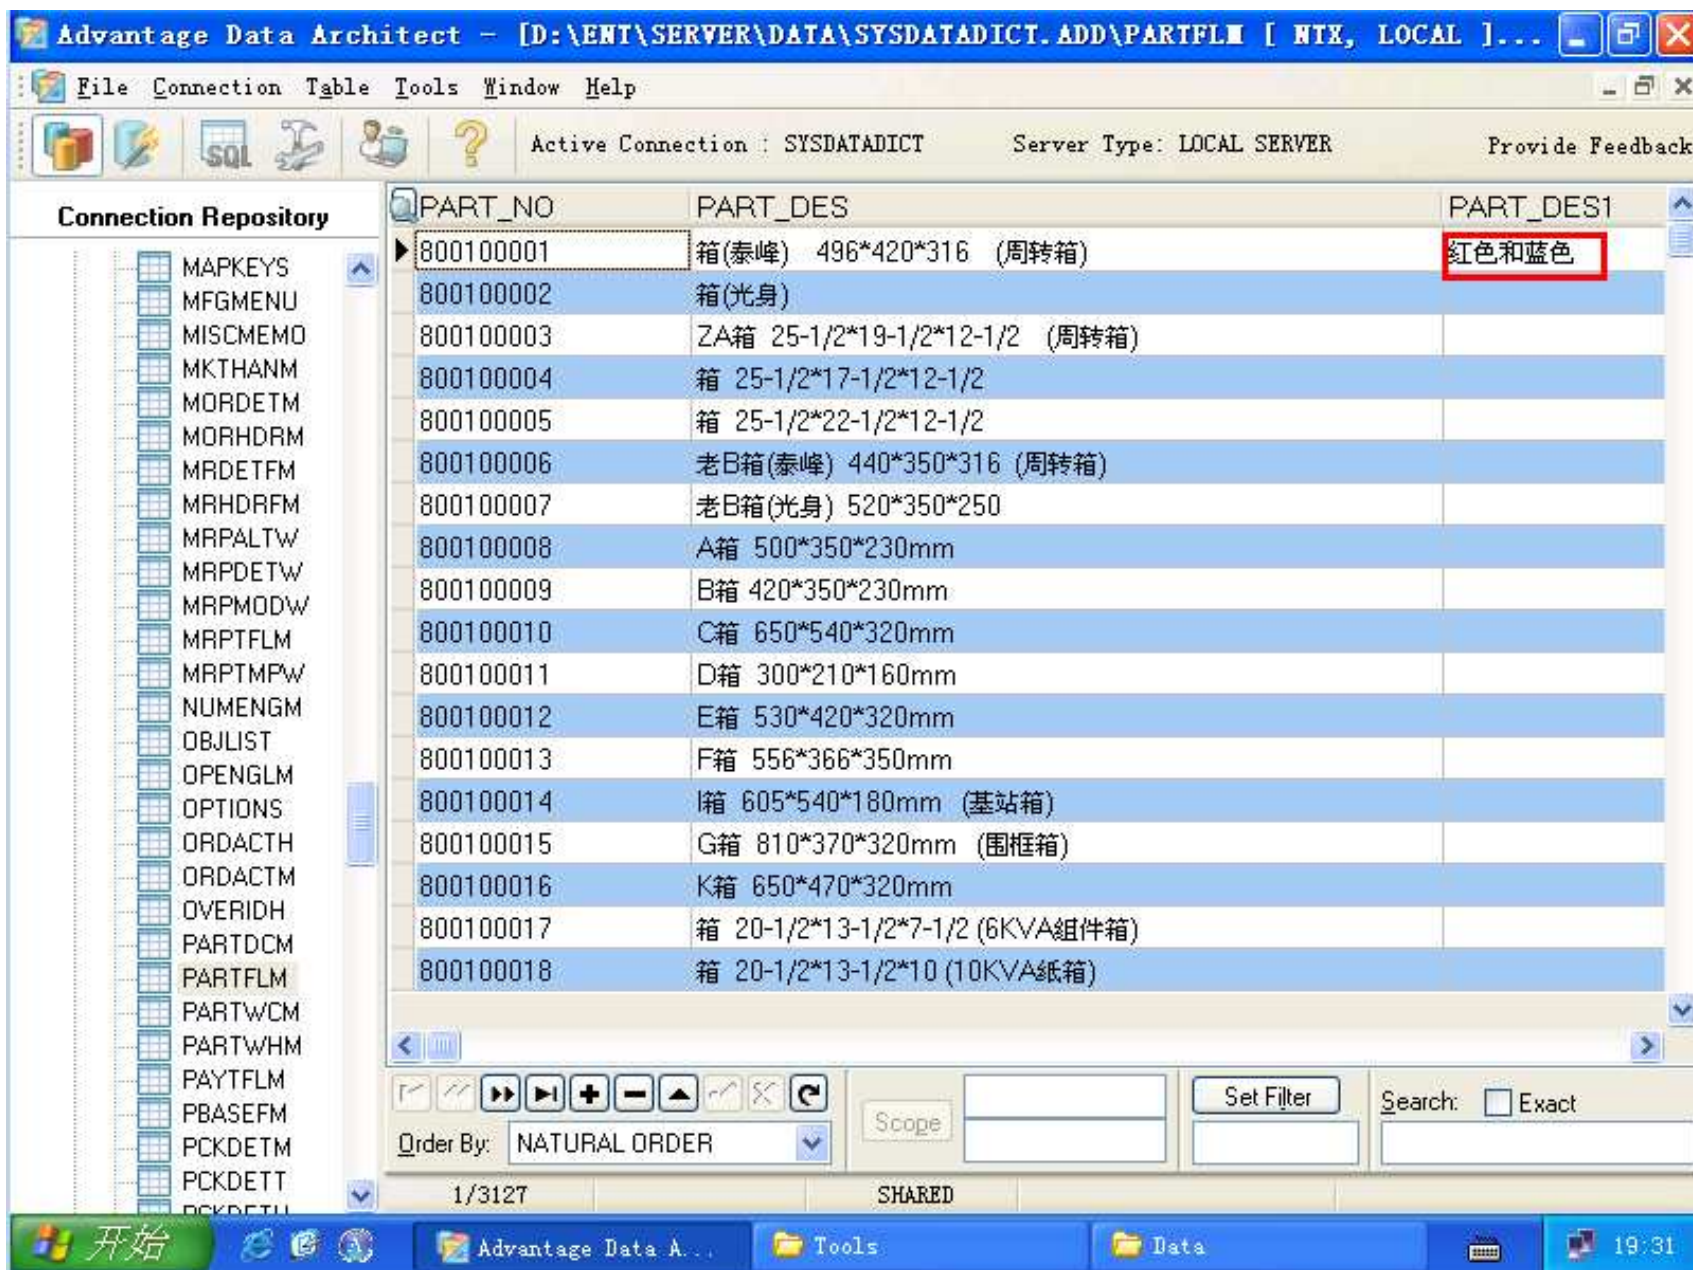 Advantage Data Architect - [D:\ENT\SERVER\DATA\SYSDATADICT.ADD\PARTFLM [ NTX, LOCAL ]...
File Connection Table Tools Window Help
SQL Active Connection : SYSDATADICT Server Type: LOCAL SERVER Provide Feedback
Connection Repository
MAPKEYS
MFGMENU
MISCMEMO
MKTHANM
MORDETM
MORHDRM
MRDETFM
MRHDRFM
MRPALTW
MRPDETW
MRPMODW
MRPTFLM
MRPTMPW
NUMENGM
OBJLIST
OPENGLM
OPTIONS
ORDACTH
ORDACTM
OVERIDH
PARTDCM
PARTFLM
PARTWCM
PARTWHM
PAYTFLM
PBASEFM
PCKDETM
PCKDETT
PART_NO PART_DES PART_DES1
800100001 箱(泰峰) 496*420*316 (周转箱) 红色和蓝色
800100002 箱(光身)
800100003 ZA箱 25-1/2*19-1/2*12-1/2 (周转箱)
800100004 箱 25-1/2*17-1/2*12-1/2
800100005 箱 25-1/2*22-1/2*12-1/2
800100006 老B箱(泰峰) 440*350*316 (周转箱)
800100007 老B箱(光身) 520*350*250
800100008 A箱 500*350*230mm
800100009 B箱 420*350*230mm
800100010 C箱 650*540*320mm
800100011 D箱 300*210*160mm
800100012 E箱 530*420*320mm
800100013 F箱 556*366*350mm
800100014 I箱 605*540*180mm (基站箱)
800100015 G箱 810*370*320mm (围框箱)
800100016 K箱 650*470*320mm
800100017 箱 20-1/2*13-1/2*7-1/2 (6KVA组件箱)
800100018 箱 20-1/2*13-1/2*10 (10KVA纸箱)
Scope Set Filter Search: Exact
Order By: NATURAL ORDER
1/3127 SHARED
开始 Advantage Data A... Tools Data 19:31